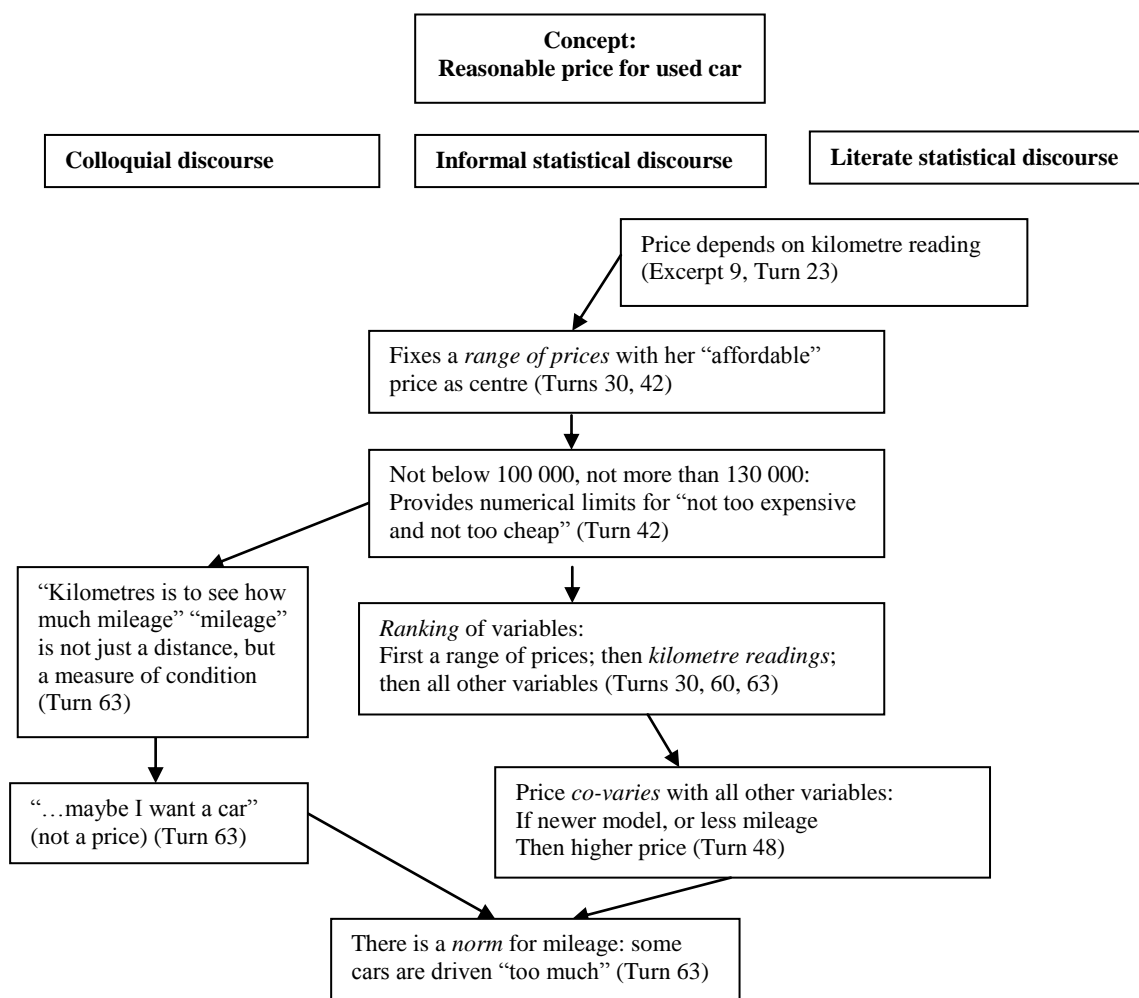 Concept:
Reasonable price for used car
Colloquial discourse
Informal statistical discourse
Literate statistical discourse
Price depends on kilometre reading
(Excerpt 9, Turn 23)
Fixes a range of prices with her “affordable”
price as centre (Turns 30, 42)
Not below 100 000, not more than 130 000:
Provides numerical limits for “not too expensive
and not too cheap” (Turn 42)
“Kilometres is to see how
much mileage” “mileage”
is not just a distance, but
a measure of condition
(Turn 63)
Ranking of variables:
First a range of prices; then kilometre readings;
then all other variables (Turns 30, 60, 63)
“…maybe I want a car”
(not a price) (Turn 63)
Price co-varies with all other variables:
If newer model, or less mileage
Then higher price (Turn 48)
There is a norm for mileage: some
cars are driven “too much” (Turn 63)